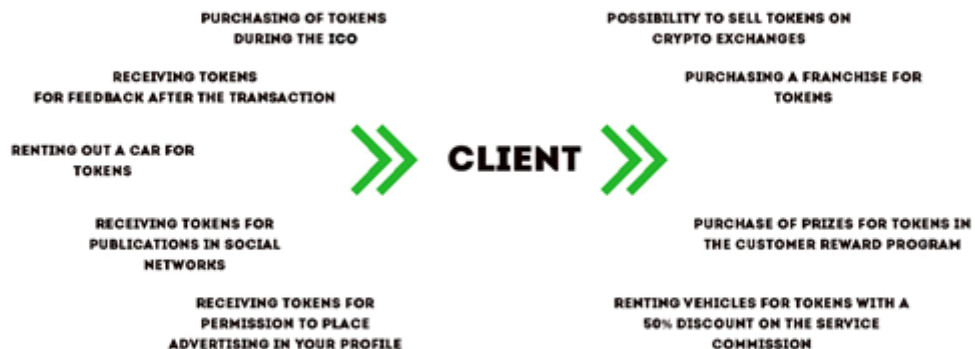 PURCHASING OF TOKENS
DURING THE ICO
RECEIVING TOKENS
FOR FEEDBACK AFTER THE TRANSACTION
RENTING OUT A CAR FOR
TOKENS
RECEIVING TOKENS FOR
PUBLICATIONS IN SOCIAL
NETWORKS
RECEIVING TOKENS FOR
PERMISSION TO PLACE
ADVERTISING IN YOUR PROFILE
CLIENT
POSSIBILITY TO SELL TOKENS ON
CRYPTO EXCHANGES
PURCHASING A FRANCHISE FOR
TOKENS
PURCHASE OF PRIZES FOR TOKENS IN
THE CUSTOMER REWARD PROGRAM
RENTING VEHICLES FOR TOKENS WITH A
50% DISCOUNT ON THE SERVICE
COMMISSION